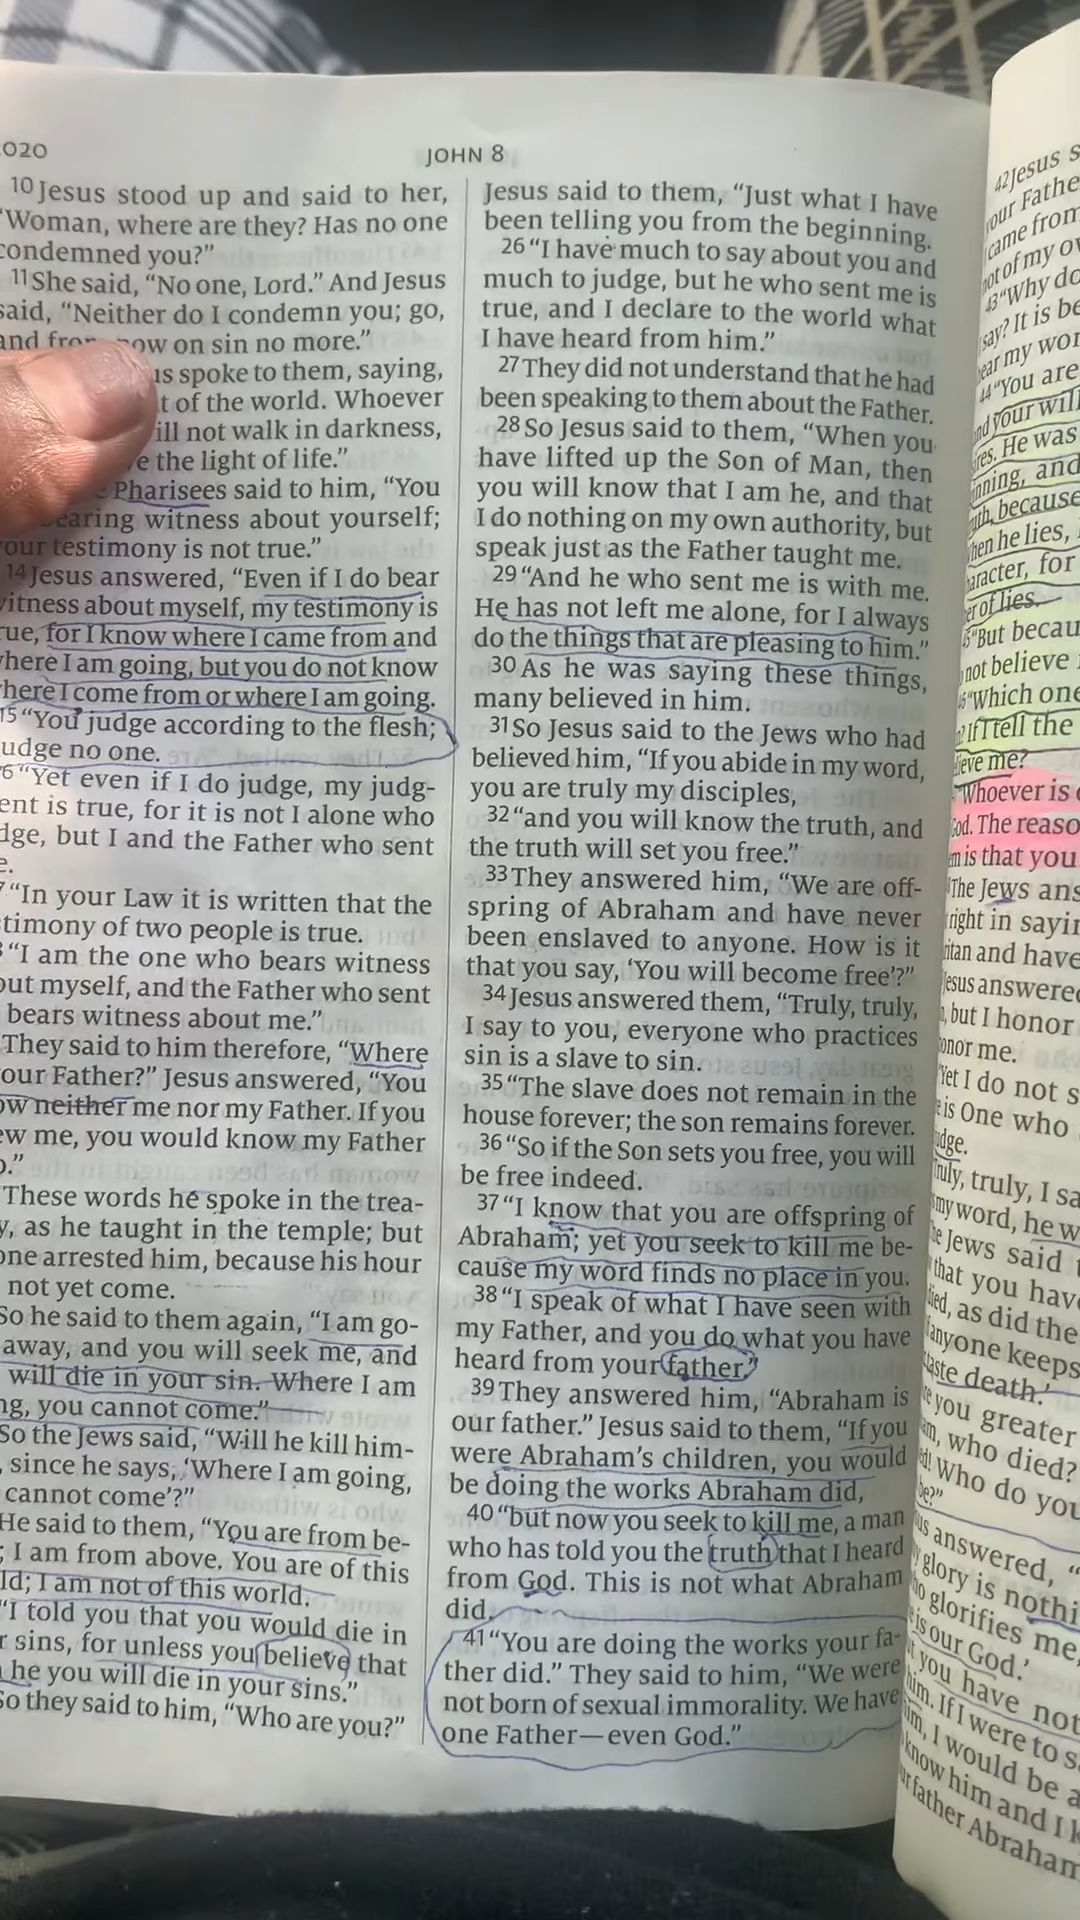 2020
JOHN 8
10 Jesus stood up and said to her,
"Woman, where are they? Has no one
condemned you?"
11 She said, "No one, Lord." And Jesus
said, "Neither do I condemn you; go,
and from now on sin no more."
us spoke to them, saying,
t of the world. Whoever
ill not walk in darkness,
e the light of life."
Pharisees said to him, "You
bearing witness about yourself;
our testimony is not true."
14 Jesus answered, "Even if I do bear
witness about myself, my testimony is
rue, for I know where I came from and
where I am going, but you do not know
where I come from or where I am going.
15 "You judge according to the flesh;
udge no one.
6 "Yet even if I do judge, my judg-
ent is true, for it is not I alone who
dge, but I and the Father who sent
e.
7 "In your Law it is written that the
stimony of two people is true.
8 "I am the one who bears witness
out myself, and the Father who sent
bears witness about me."
They said to him therefore, "Where
our Father?" Jesus answered, "You
ow neither me nor my Father. If you
ew me, you would know my Father
o."
These words he spoke in the trea-
y, as he taught in the temple; but
one arrested him, because his hour
not yet come.
So he said to them again, "I am go-
away, and you will seek me, and
will die in your sin. Where I am
ng, you cannot come."
So the Jews said, "Will he kill him-
, since he says, 'Where I am going,
cannot come'?"
He said to them, "You are from be-
; I am from above. You are of this
ld; I am not of this world.
"I told you that you would die in
r sins, for unless you believe that
he you will die in your sins."
So they said to him, "Who are you?"
Jesus said to them, "Just what I have
been telling you from the beginning.
26 "I have much to say about you and
much to judge, but he who sent me is
true, and I declare to the world what
I have heard from him."
27 They did not understand that he had
been speaking to them about the Father.
28 So Jesus said to them, "When you
have lifted up the Son of Man, then
you will know that I am he, and that
I do nothing on my own authority, but
speak just as the Father taught me.
29 "And he who sent me is with me.
He has not left me alone, for I always
do the things that are pleasing to him."
30 As he was saying these things,
many believed in him.
31 So Jesus said to the Jews who had
believed him, "If you abide in my word,
you are truly my disciples,
32 "and you will know the truth, and
the truth will set you free."
33 They answered him, "We are off-
spring of Abraham and have never
been enslaved to anyone. How is it
that you say, 'You will become free'?"
34 Jesus answered them, "Truly, truly,
I say to you, everyone who practices
sin is a slave to sin.
35 "The slave does not remain in the
house forever; the son remains forever.
36 "So if the Son sets you free, you will
be free indeed.
37 "I know that you are offspring of
Abraham; yet you seek to kill me be-
cause my word finds no place in you.
38 "I speak of what I have seen with
my Father, and you do what you have
heard from your father."
39 They answered him, "Abraham is
our father." Jesus said to them, "If you
were Abraham's children, you would
be doing the works Abraham did,
40 "but now you seek to kill me, a man
who has told you the truth that I heard
from God. This is not what Abraham
did.
41 "You are doing the works your fa-
ther did." They said to him, "We were
not born of sexual immorality. We have
one Father—even God."
42 Jesus s
your Fathe
came from
not of my ow
43 "Why do
say? It is be
ear my wor
44 "You are
nd your will
ires. He was
nning, and
uth, because
hen he lies,
aracter, for
er of lies.
45 "But becau
not believe
46 "Which one
? If I tell the
elieve me?
"Whoever is
God. The reaso
em is that you
The Jews ans
right in sayin
ritan and have
Jesus answered
, but I honor
onor me.
Yet I do not s
e is One who
udge.
Truly, truly, I sa
my word, he w
he Jews said
that you have
died, as did the
anyone keeps
taste death.'
re you greater
am, who died?
d! Who do you
be?"
us answered, "
y glory is nothi
ho glorifies me,
e is our God.'
t you have not
him. If I were to s
him, I would be a
know him and I k
ur father Abraham